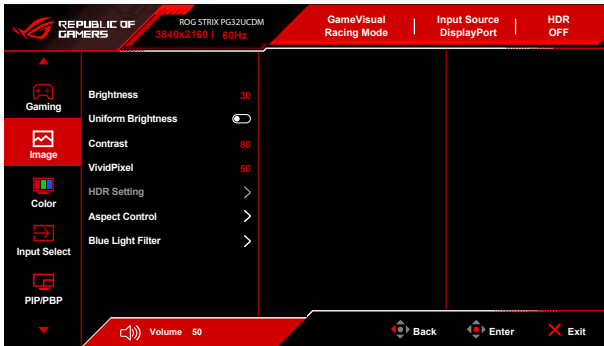 REPUBLIC OF
GAMERS
ROG STRIX PG32UCDM
3840x2160 | 60Hz
GameVisual
Racing Mode
Input Source
DisplayPort
HDR
OFF
Gaming
Image
Color
Input Select
PIP/PBP
Brightness 30
Uniform Brightness
Contrast 80
VividPixel 50
HDR Setting
Aspect Control
Blue Light Filter
Volume 50
Back
Enter
Exit